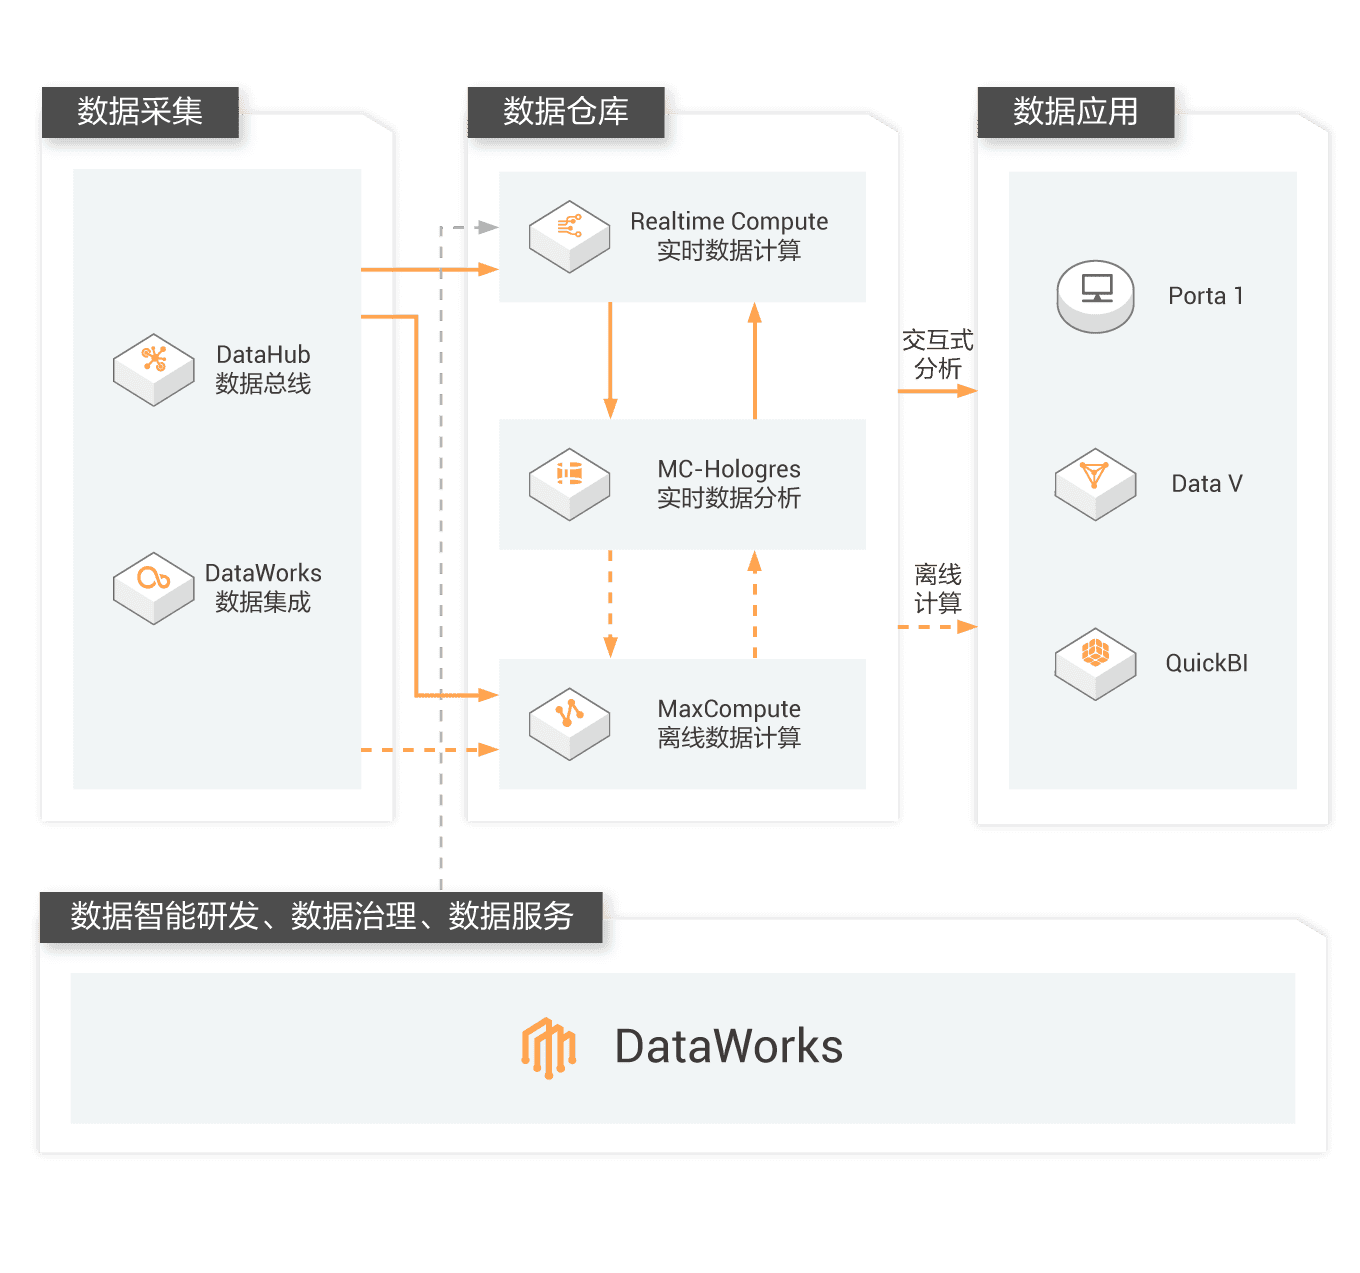 数据采集
DataHub
数据总线
DataWorks
数据集成
数据仓库
Realtime Compute
实时数据计算
MC-Hologres
实时数据分析
MaxCompute
离线数据计算
交互式
分析
离线
计算
数据应用
Porta 1
Data V
QuickBI
数据智能研发、数据治理、数据服务
DataWorks